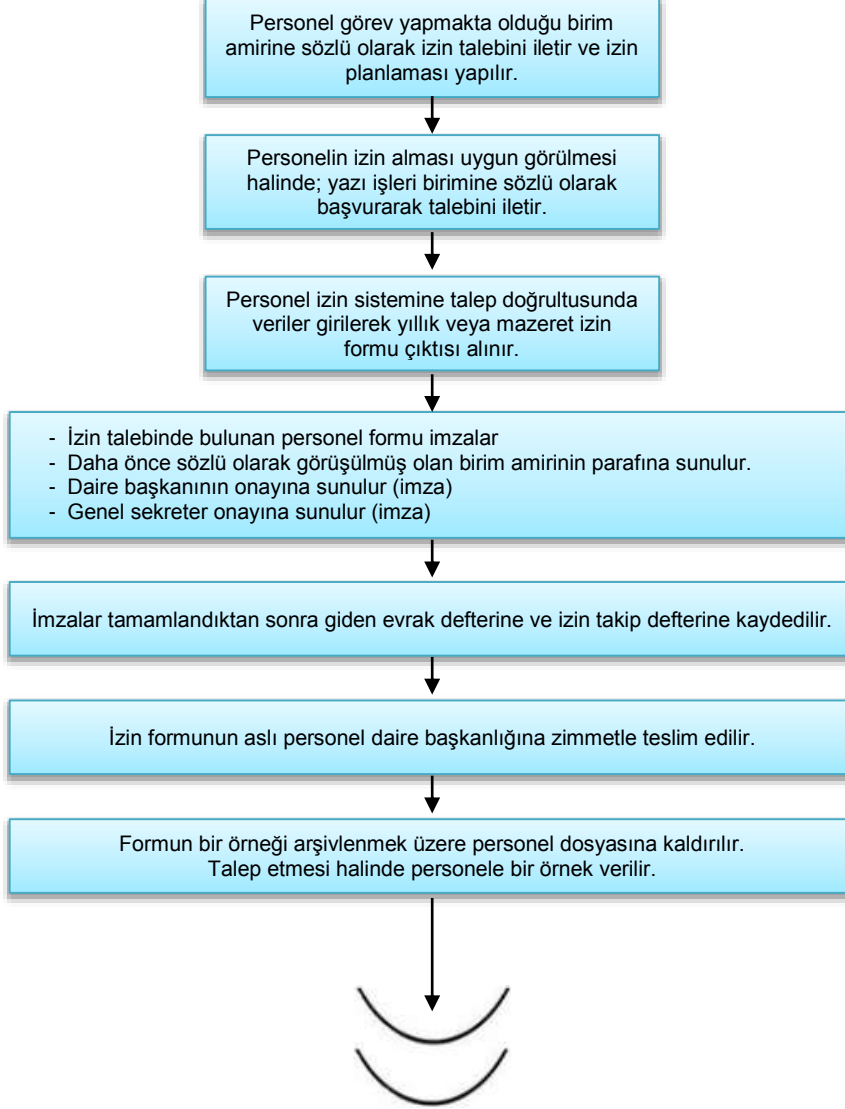 Personel görev yapmakta olduğu birim
amirine sözlü olarak izin talebini iletir ve izin
planlaması yapılır.
Personelin izin alması uygun görülmesi
halinde; yazı işleri birimine sözlü olarak
başvurarak talebini iletir.
Personel izin sistemine talep doğrultusunda
veriler girilerek yıllık veya mazeret izin
formu çıktısı alınır.
- İzin talebinde bulunan personel formu imzalar
- Daha önce sözlü olarak görüşülmüş olan birim amirinin parafına sunulur.
- Daire başkanının onayına sunulur (imza)
- Genel sekreter onayına sunulur (imza)
İmzalar tamamlandıktan sonra giden evrak defterine ve izin takip defterine kaydedilir.
İzin formunun aslı personel daire başkanlığına zimmetle teslim edilir.
Formun bir örneği arşivlenmek üzere personel dosyasına kaldırılır.
Talep etmesi halinde personele bir örnek verilir.